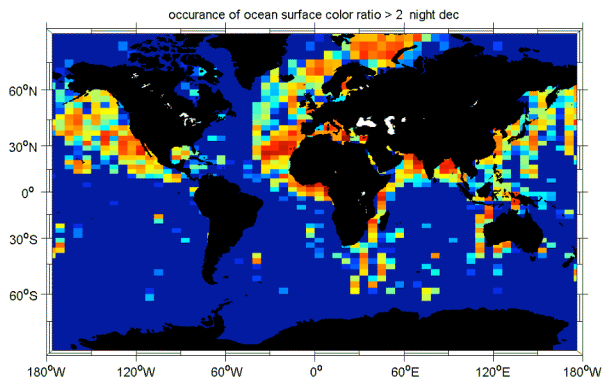 occurance of ocean surface color ratio > 2 night dec
60°N
30°N
0°
30°S
60°S
180°W 120°W 60°W 0° 60°E 120°E 180°W